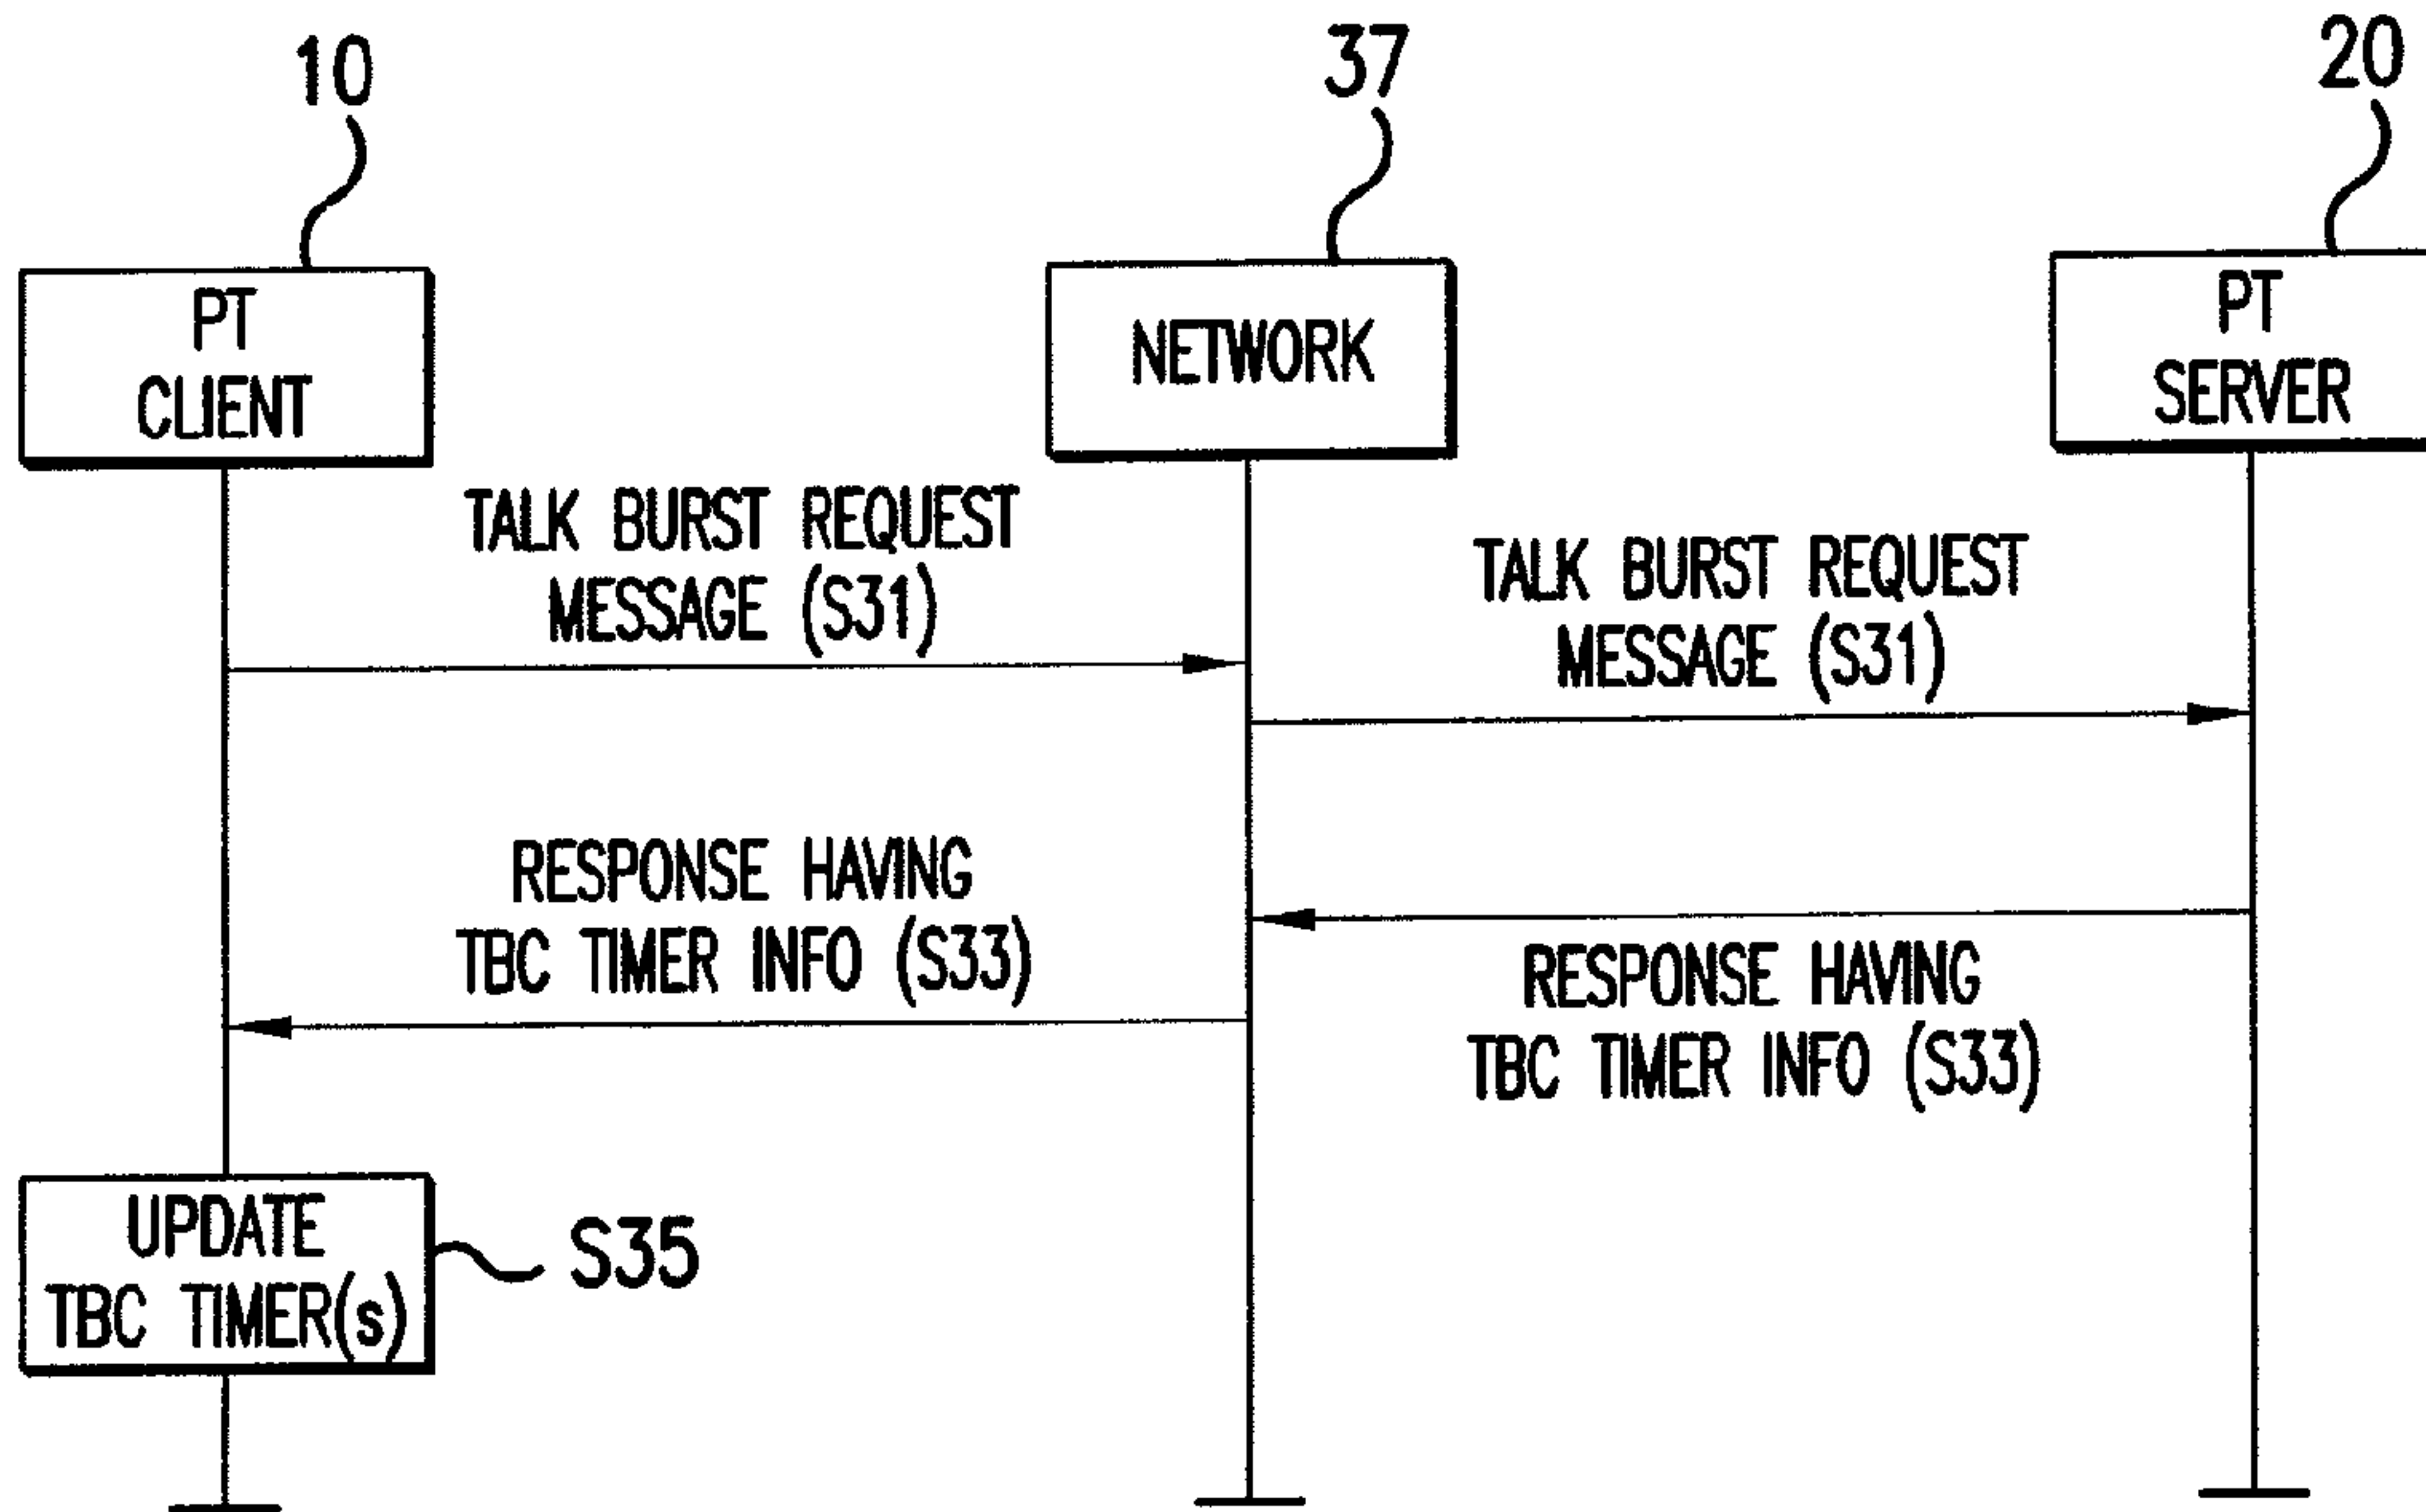 10
37
20
PT
CLIENT
NETWORK
PT
SERVER
TALK BURST REQUEST
MESSAGE (S31)
TALK BURST REQUEST
MESSAGE (S31)
RESPONSE HAVING
TBC TIMER INFO (S33)
RESPONSE HAVING
TBC TIMER INFO (S33)
UPDATE
TBC TIMER(s)
S35